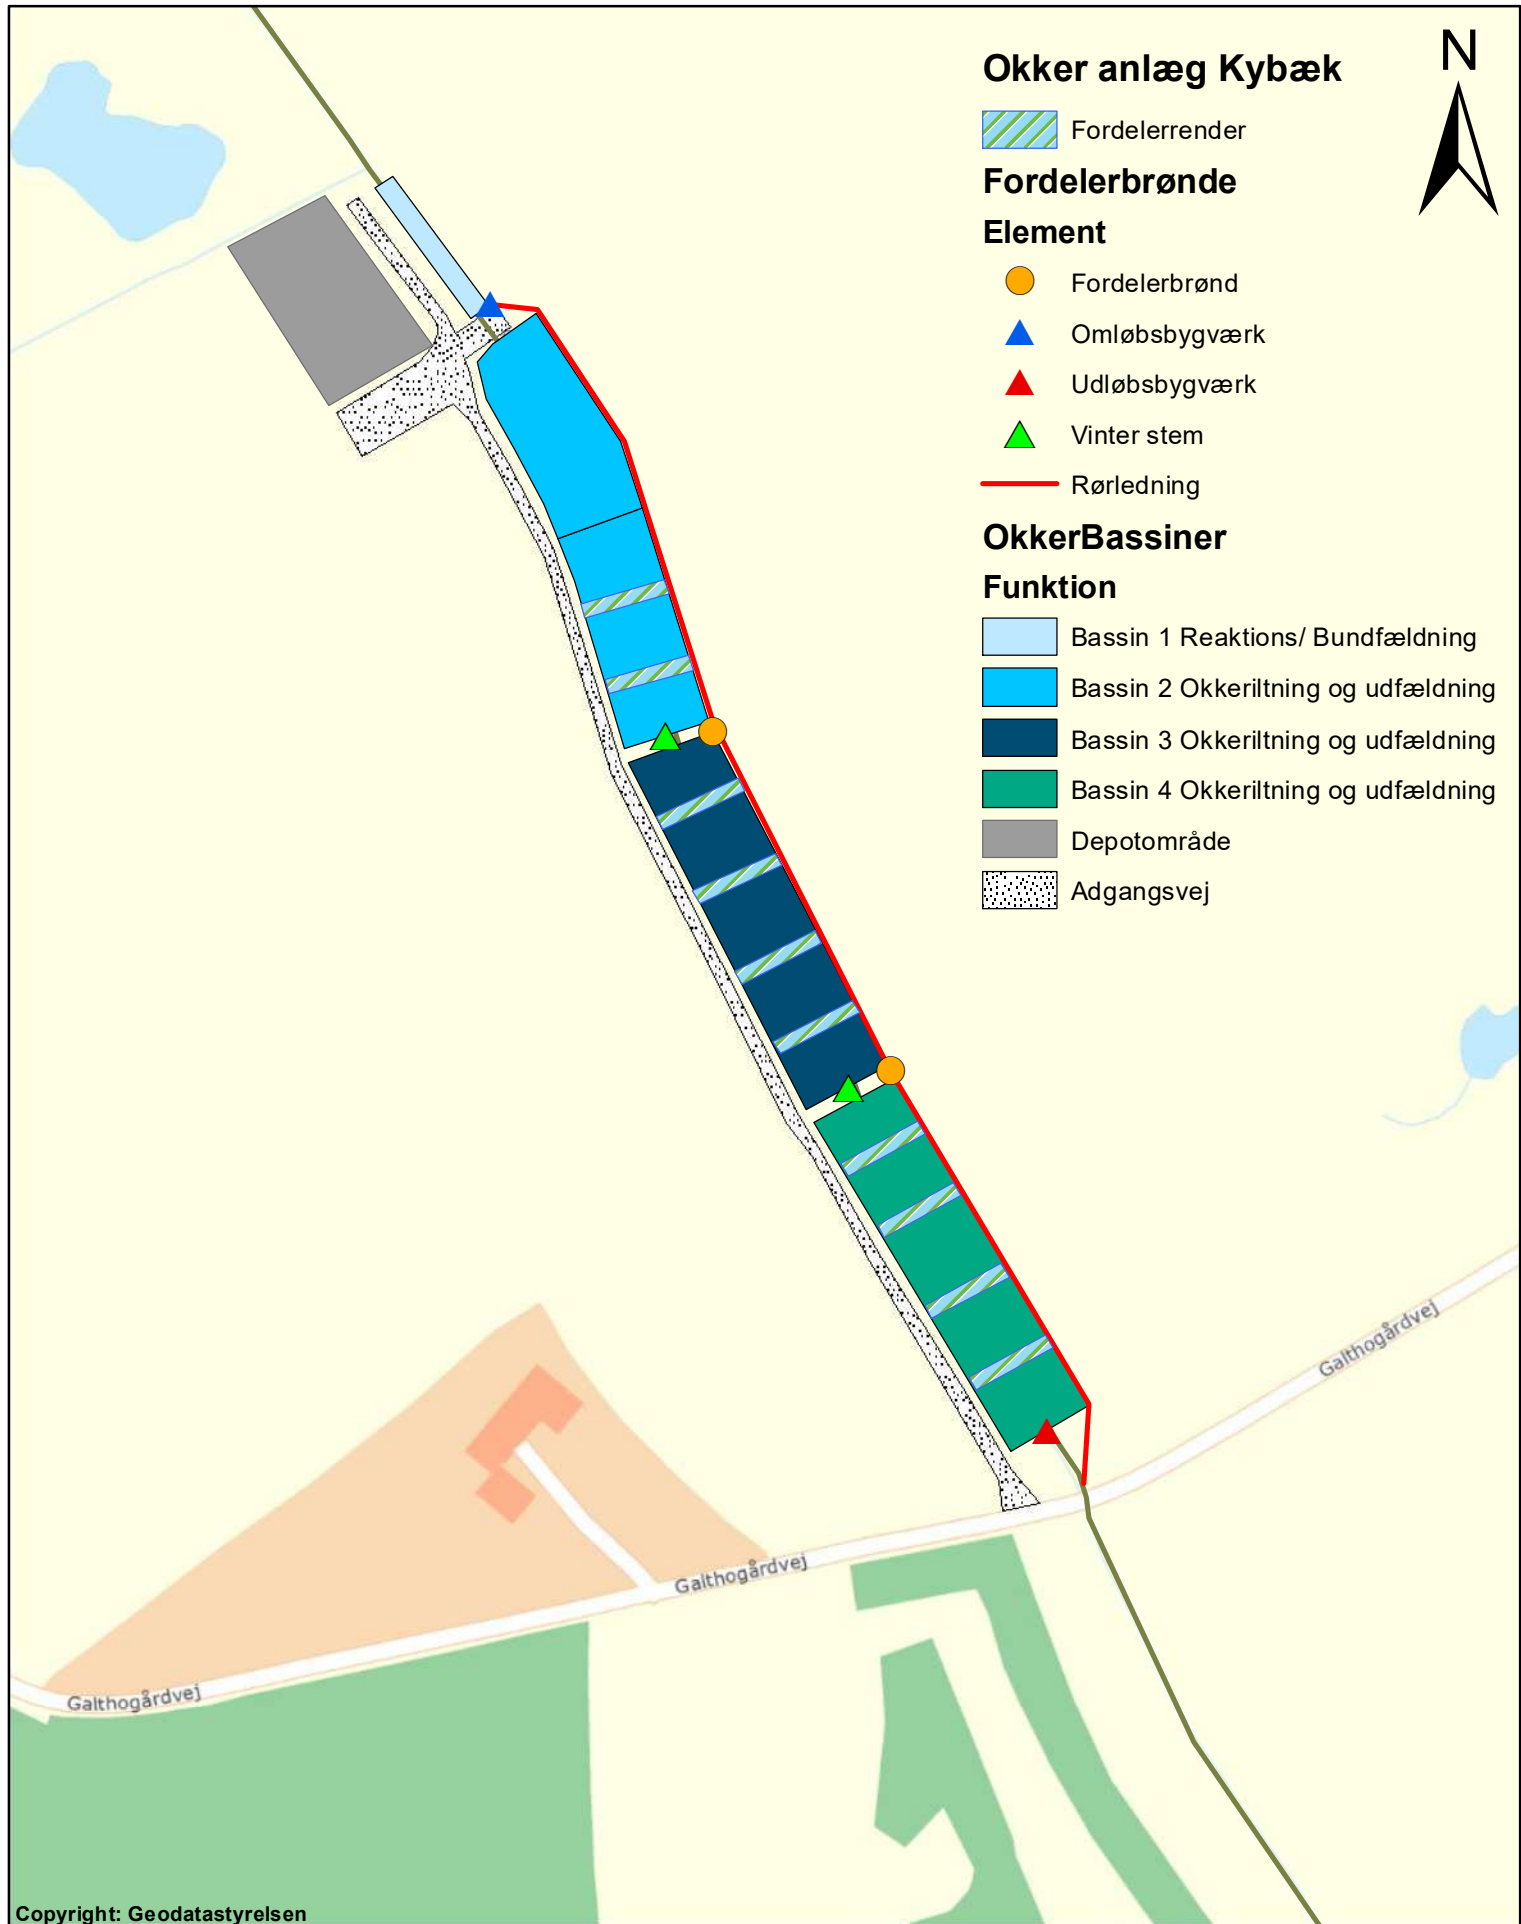 N
Okker anlæg Kybæk
Fordelerrender
Fordelerbrønde
Element
Fordelerbrønd
Omløbsbygværk
Udløbsbygværk
Vinter stem
Rørledning
OkkerBassiner
Funktion
Bassin 1 Reaktions/ Bundfældning
Bassin 2 Okkeriltning og udfældning
Bassin 3 Okkeriltning og udfældning
Bassin 4 Okkeriltning og udfældning
Depotområde
Adgangsvej
Galthogårdvej
Galthogårdvej
Galthogårdvej
Copyright: Geodatastyrelsen